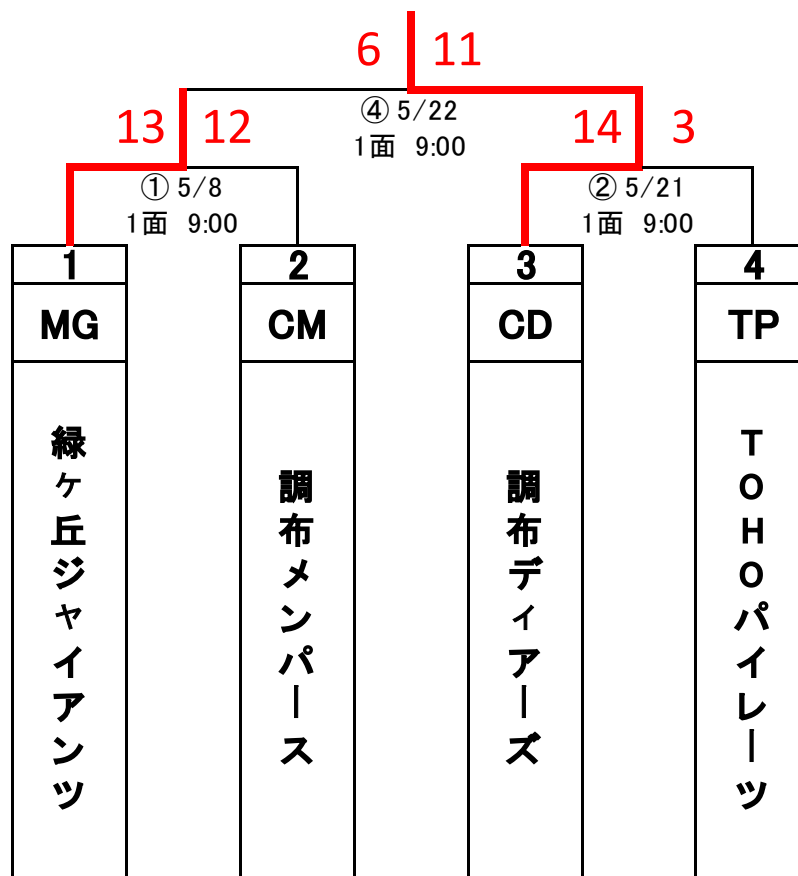 6 11
④ 5/22
1面 9:00
13 12
14 3
① 5/8
1面 9:00
② 5/21
1面 9:00
1
2
3
4
MG
CM
CD
TP
緑ヶ丘ジャイアンツ
調布メンパース
調布ディアーズ
TOHOパイレーツ